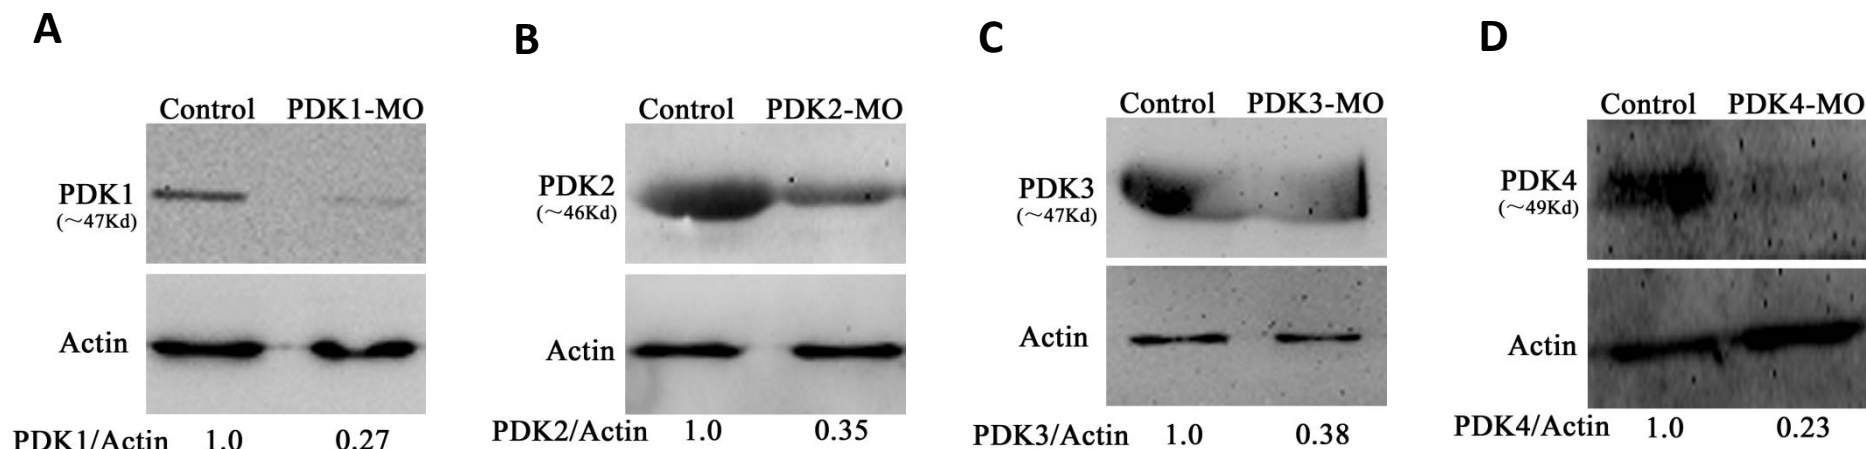 A
Control PDK1-MO
PDK1
(~47Kd)
Actin
PDK1/Actin 1.0 0.27
B
Control PDK2-MO
PDK2
(~46Kd)
Actin
PDK2/Actin 1.0 0.35
C
Control PDK3-MO
PDK3
(~47Kd)
Actin
PDK3/Actin 1.0 0.38
D
Control PDK4-MO
PDK4
(~49Kd)
Actin
PDK4/Actin 1.0 0.23